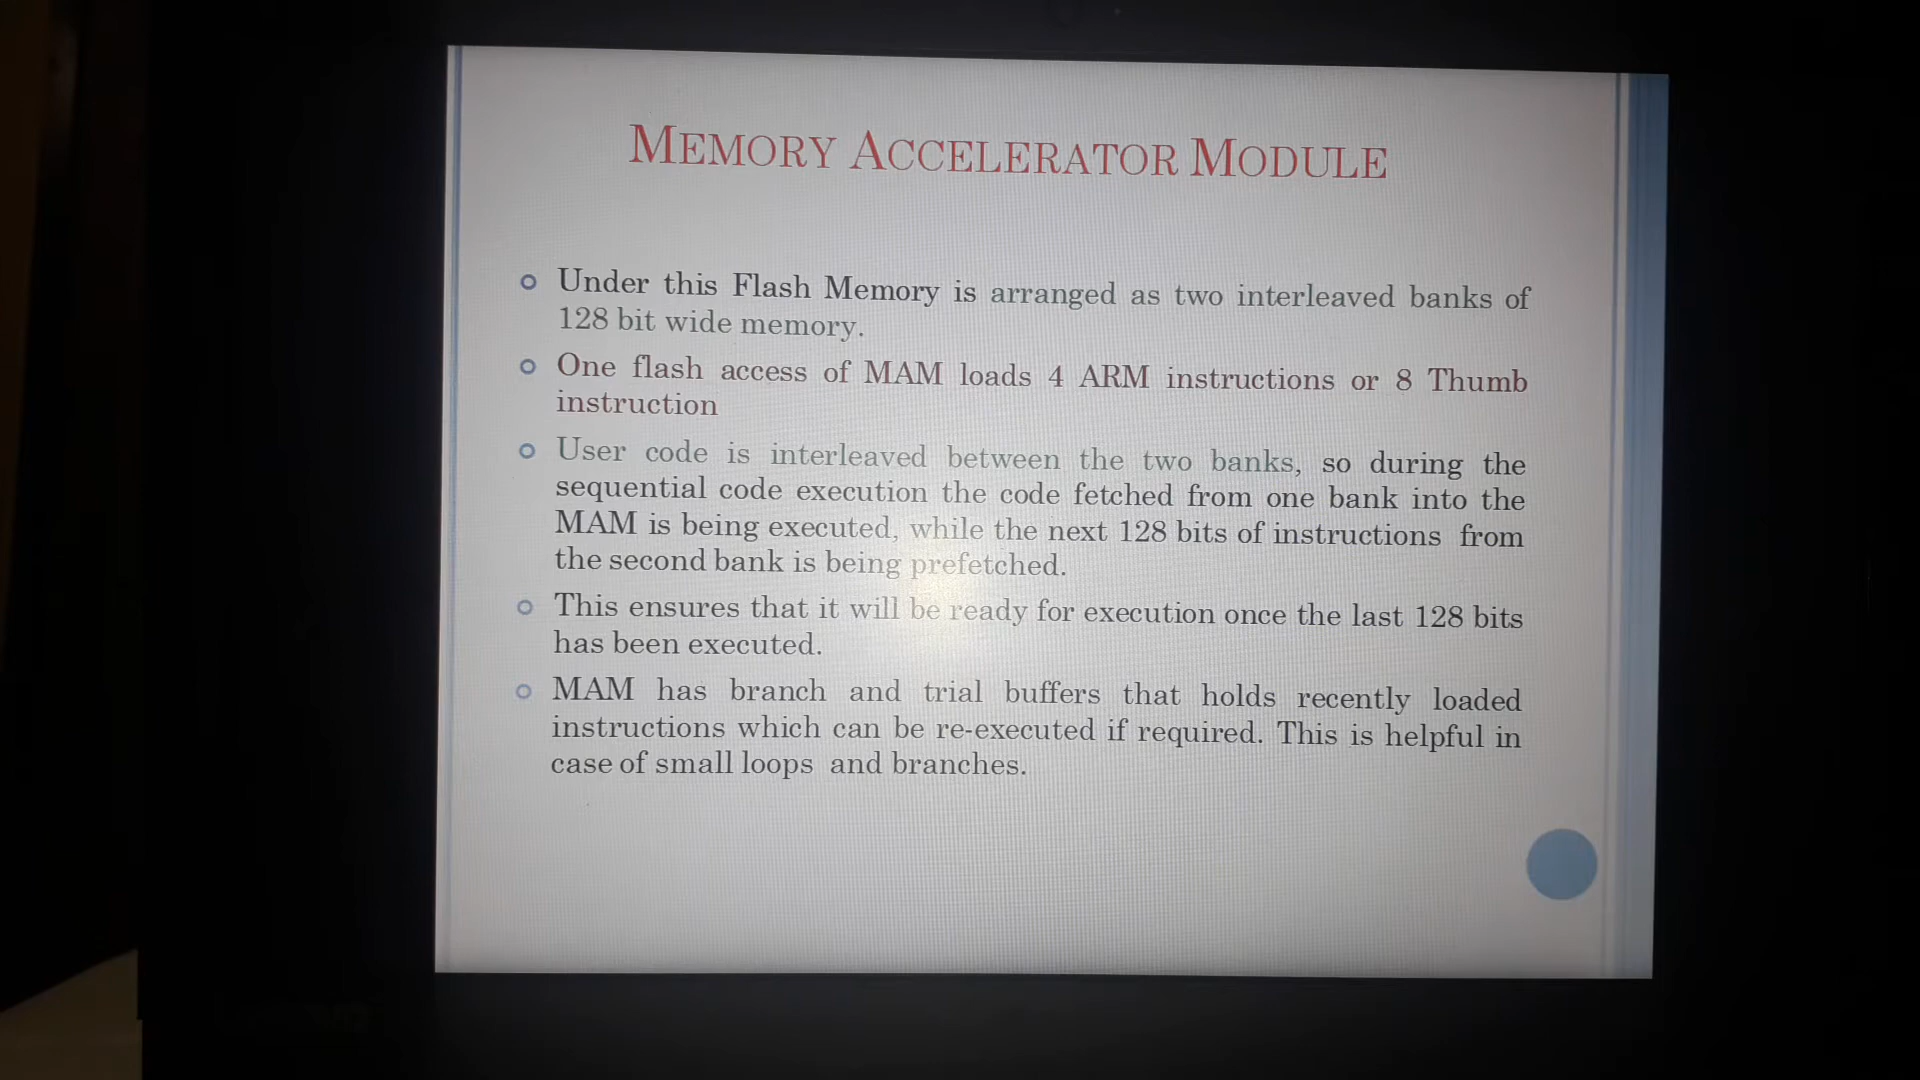 MEMORY ACCELERATOR MODULE
Under this Flash Memory is arranged as two interleaved banks of
128 bit wide memory.
One flash access of MAM loads 4 ARM instructions or 8 Thumb
instruction
User code is interleaved between the two banks, so during the
sequential code execution the code fetched from one bank into the
MAM is being executed, while the next 128 bits of instructions from
the second bank is being prefetched.
This ensures that it will be ready for execution once the last 128 bits
has been executed.
MAM has branch and trial buffers that holds recently loaded
instructions which can be re-executed if required. This is helpful in
case of small loops and branches.